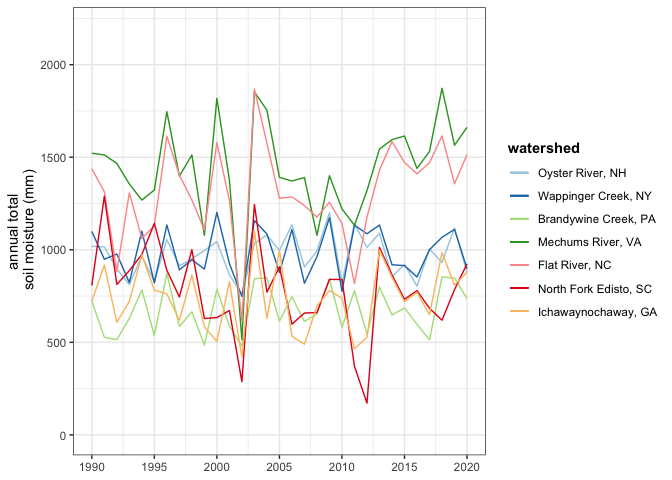 2000
1500
1000
500
0
annual total
soil moisture (mm)
1990
1995
2000
2005
2010
2015
2020
watershed
Oyster River, NH
Wappinger Creek, NY
Brandywine Creek, PA
Mechums River, VA
Flat River, NC
North Fork Edisto, SC
Ichawaynochaway, GA